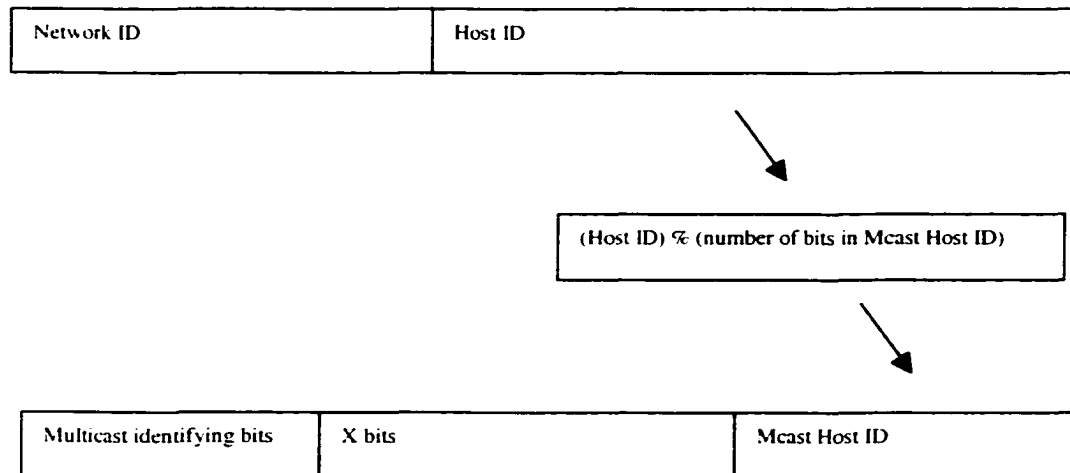 Network ID
Host ID
(Host ID) % (number of bits in Mcast Host ID)
Multicast identifying bits
X bits
Mcast Host ID